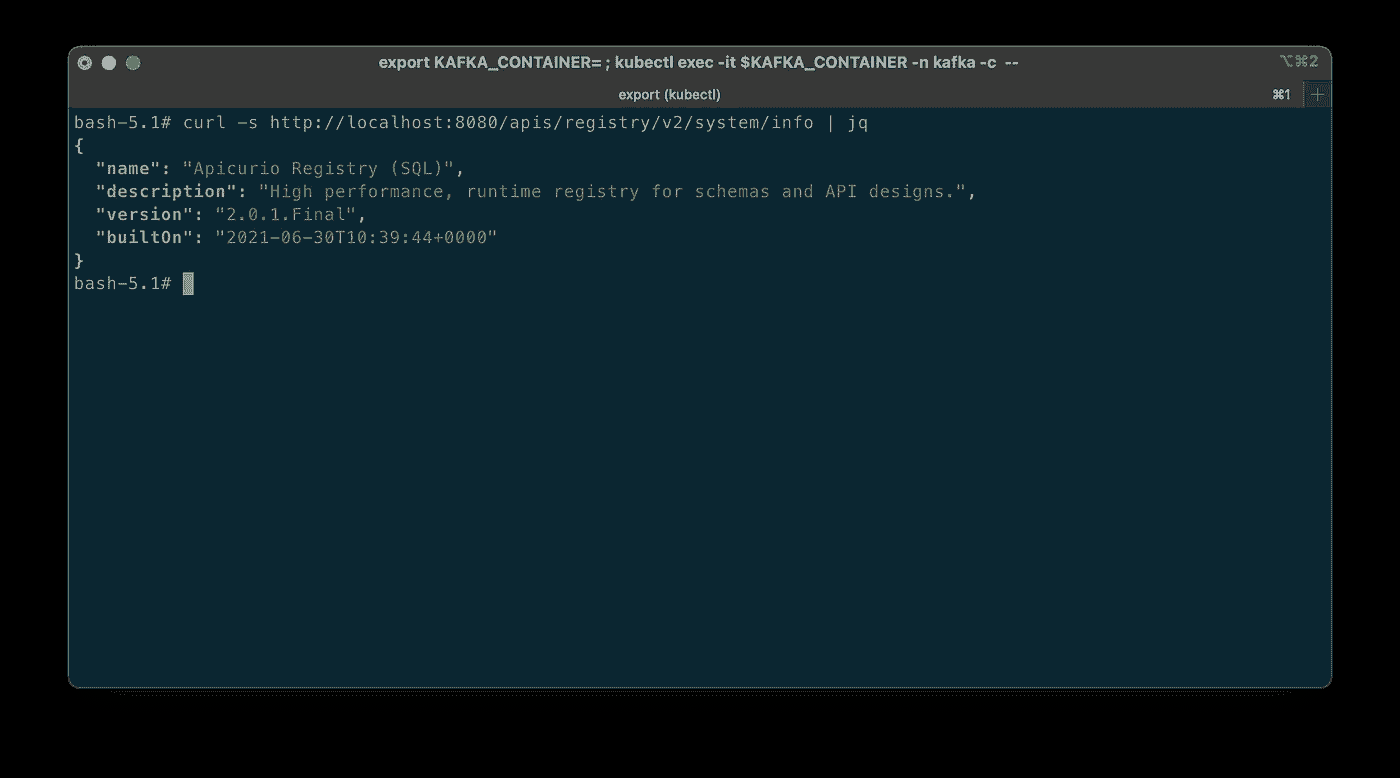 export KAFKA_CONTAINER= ; kubectl exec -it $KAFKA_CONTAINER -n kafka -c --
⌥⌘2
export (kubectl)
⌘1
bash-5.1# curl -s http://localhost:8080/apis/registry/v2/system/info | jq
{
  "name": "Apicurio Registry (SQL)",
  "description": "High performance, runtime registry for schemas and API designs.",
  "version": "2.0.1.Final",
  "builtOn": "2021-06-30T10:39:44+0000"
}
bash-5.1#